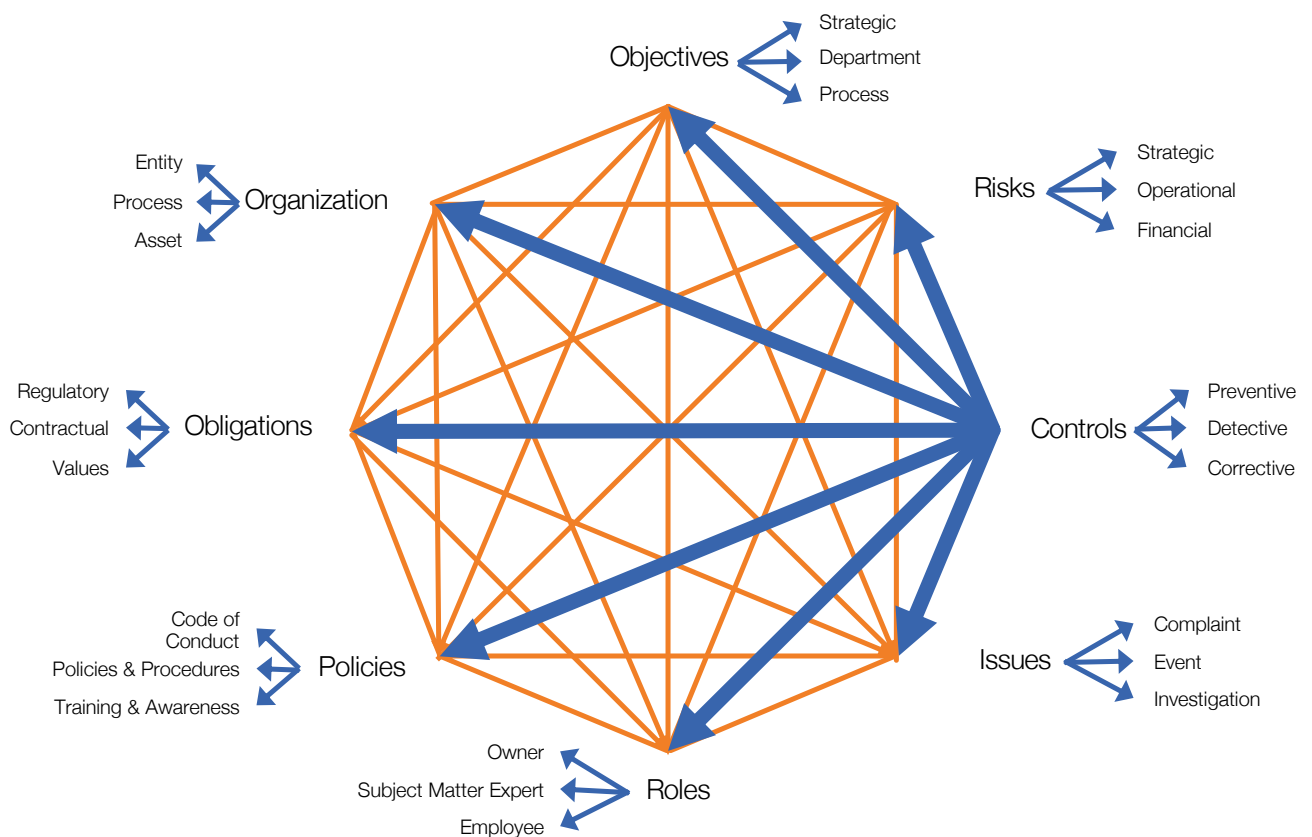 Objectives
Strategic
Department
Process
Risks
Strategic
Operational
Financial
Controls
Preventive
Detective
Corrective
Issues
Complaint
Event
Investigation
Roles
Owner
Subject Matter Expert
Employee
Policies
Code of
Conduct
Policies & Procedures
Training & Awareness
Obligations
Regulatory
Contractual
Values
Organization
Entity
Process
Asset